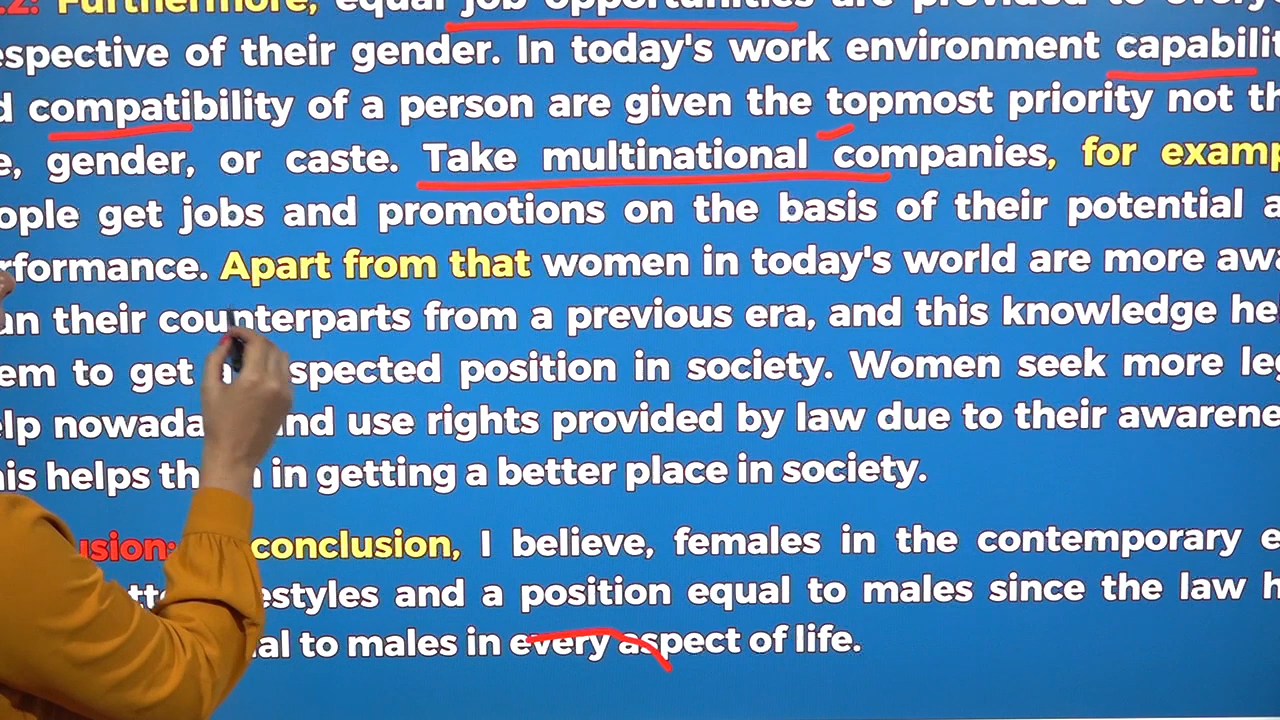 .2: Furthermore, equal job opportunities are provided to every
espective of their gender. In today's work environment capabilit
d compatibility of a person are given the topmost priority not th
e, gender, or caste. Take multinational companies, for examp
ople get jobs and promotions on the basis of their potential a
rformance. Apart from that women in today's world are more awa
an their counterparts from a previous era, and this knowledge he
em to get spected position in society. Women seek more leg
elp nowada and use rights provided by law due to their awarene
his helps th in getting a better place in society.
usion: conclusion, I believe, females in the contemporary e
estyles and a position equal to males since the law h
al to males in every aspect of life.